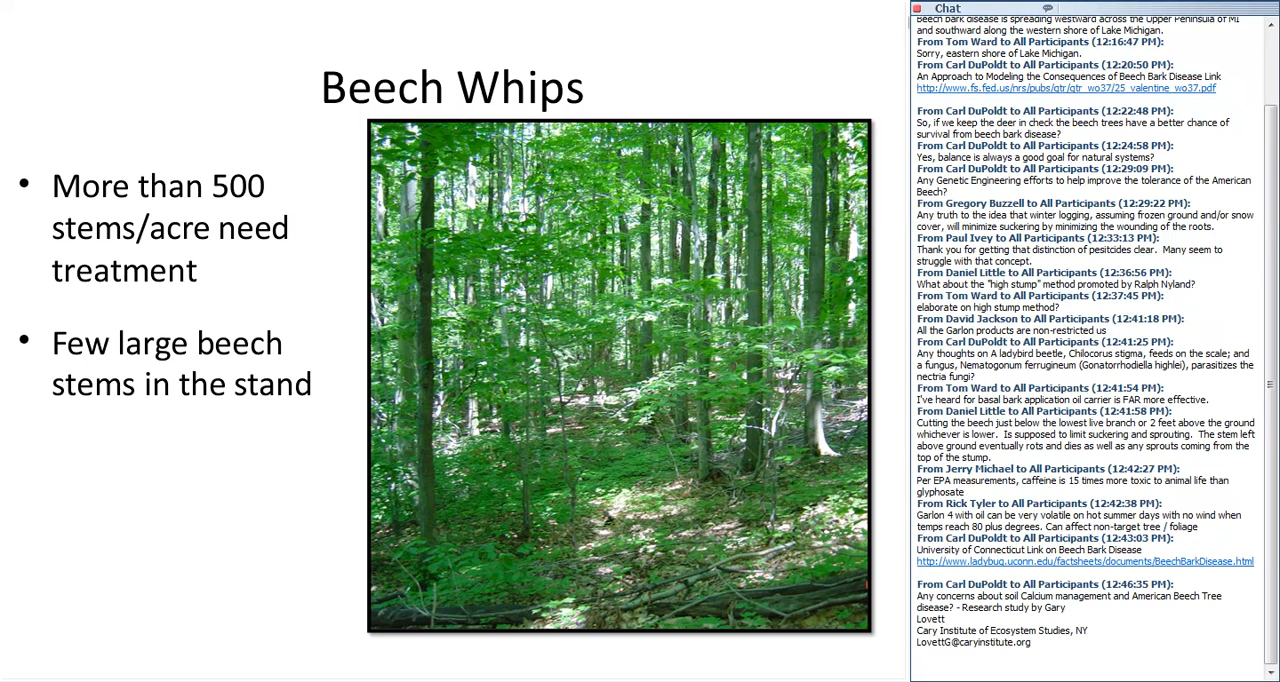 Beech Whips
• More than 500
stems/acre need
treatment
• Few large beech
stems in the stand
Chat
Beech bark disease is spreading westward across the Upper Peninsula of MI
and southward along the western shore of Lake Michigan.
From Tom Ward to All Participants (12:16:47 PM):
Sorry, eastern shore of Lake Michigan.
From Carl DuPoldt to All Participants (12:20:50 PM):
An Approach to Modeling the Consequences of Beech Bark Disease Link
http://www.fs.fed.us/nrs/pubs/gtr/gtr_wo37/25_valentine_wo37.pdf
From Carl DuPoldt to All Participants (12:22:48 PM):
So, if we keep the deer in check the beech trees have a better chance of
survival from beech bark disease?
From Carl DuPoldt to All Participants (12:24:58 PM):
Yes, balance is always a good goal for natural systems?
From Carl DuPoldt to All Participants (12:29:09 PM):
Any Genetic Engineering efforts to help improve the tolerance of the American
Beech?
From Gregory Buzzell to All Participants (12:29:22 PM):
Any truth to the idea that winter logging, assuming frozen ground and/or snow
cover, will minimize suckering by minimizing the wounding of the roots.
From Paul Ivey to All Participants (12:33:13 PM):
Thank you for getting that distinction of pesitcides clear.  Many seem to
struggle with that concept.
From Daniel Little to All Participants (12:36:56 PM):
What about the "high stump" method promoted by Ralph Nyland?
From Tom Ward to All Participants (12:37:45 PM):
elaborate on high stump method?
From David Jackson to All Participants (12:41:18 PM):
All the Garlon products are non-restricted us
From Carl DuPoldt to All Participants (12:41:25 PM):
Any thoughts on A ladybird beetle, Chilocorus stigma, feeds on the scale; and
a fungus, Nematogonum ferrugineum (Gonatorrhodiella highlei), parasitizes the
nectria fungi?
From Tom Ward to All Participants (12:41:54 PM):
I've heard for basal bark application oil carrier is FAR more effective.
From Daniel Little to All Participants (12:41:58 PM):
Cutting the beech just below the lowest live branch or 2 feet above the ground
whichever is lower.  Is supposed to limit suckering and sprouting.  The stem left
above ground eventually rots and dies as well as any sprouts coming from the
top of the stump.
From Jerry Michael to All Participants (12:42:27 PM):
Per EPA measurements, caffeine is 15 times more toxic to animal life than
glyphosate
From Rick Tyler to All Participants (12:42:38 PM):
Garlon 4 with oil can be very volatile on hot summer days with no wind when
temps reach 80 plus degrees. Can affect non-target tree / foliage
From Carl DuPoldt to All Participants (12:43:03 PM):
University of Connecticut Link on Beech Bark Disease
http://www.ladybug.uconn.edu/factsheets/documents/BeechBarkDisease.html
From Carl DuPoldt to All Participants (12:46:35 PM):
Any concerns about soil Calcium management and American Beech Tree
disease? - Research study by Gary
Lovett
Cary Institute of Ecosystem Studies, NY
LovettG@caryinstitute.org